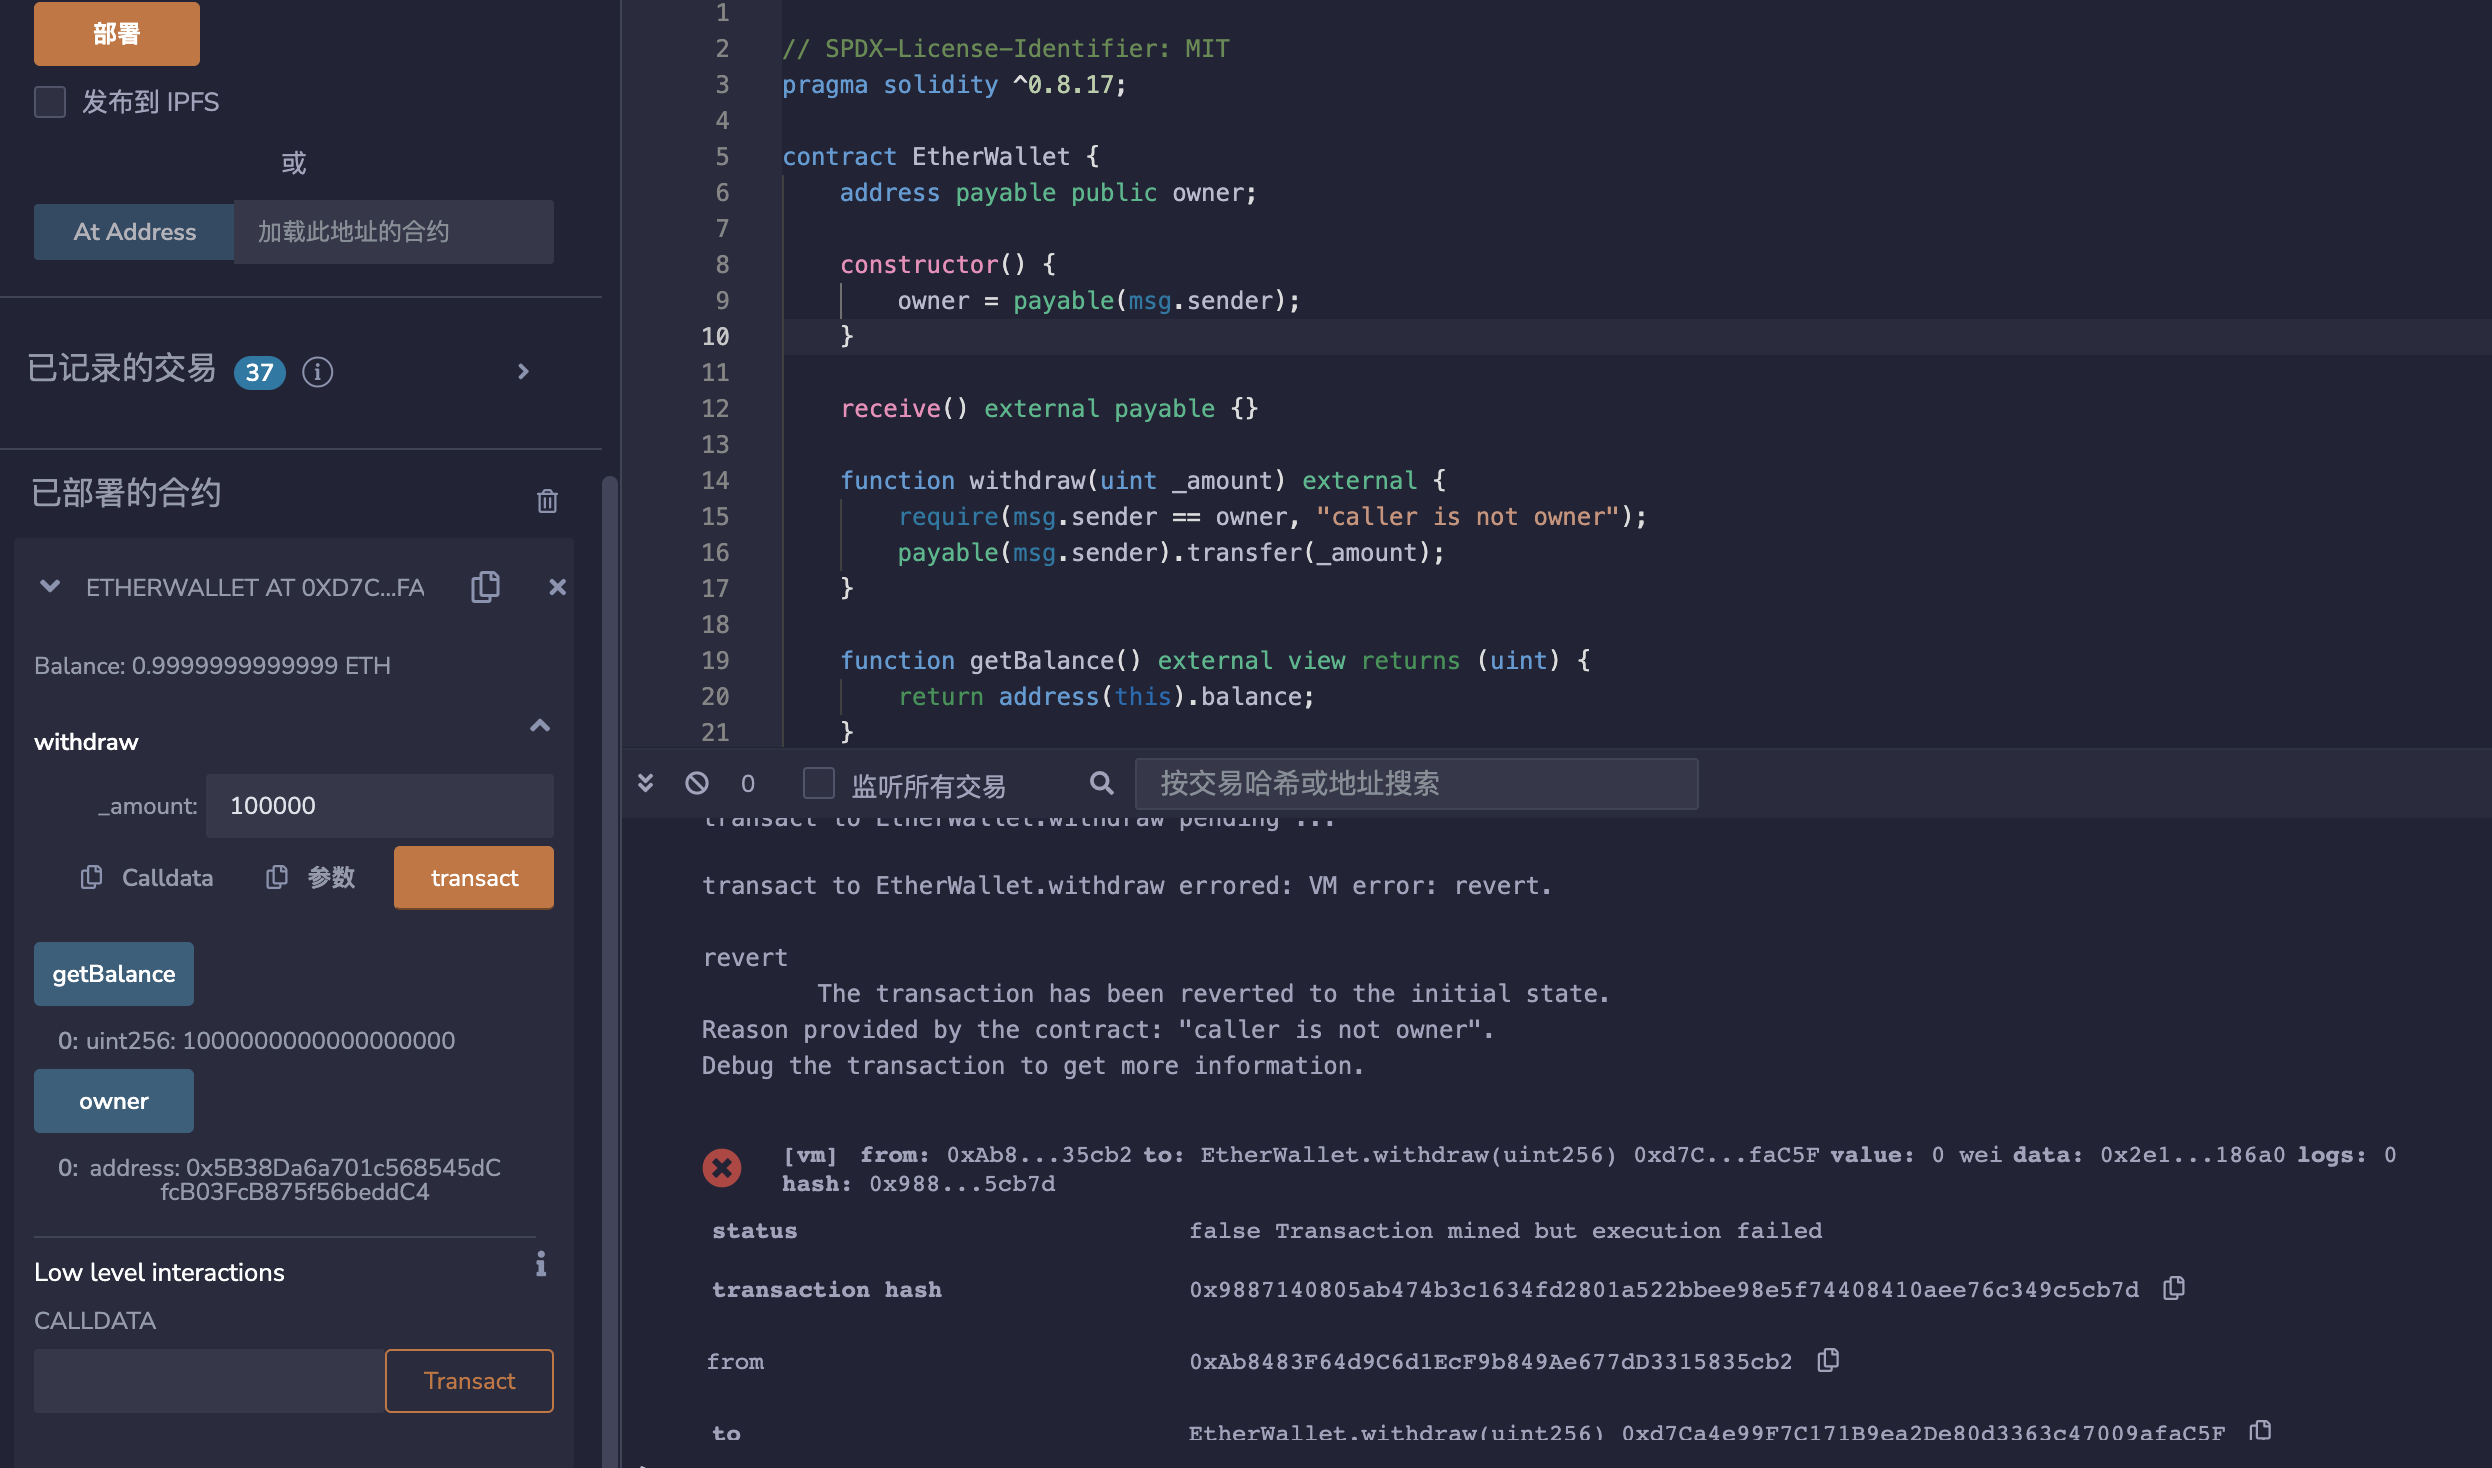 部署
发布到 IPFS
或
At Address
加载此地址的合约
已记录的交易 37
已部署的合约
ETHERWALLET AT 0XD7C...FA
Balance: 0.9999999999999 ETH
withdraw
_amount: 100000
Calldata 参数 transact
getBalance
0: uint256: 1000000000000000000
owner
0: address: 0x5B38Da6a701c568545dC
fcB03FcB875f56beddC4
Low level interactions
CALLDATA
Transact
1
2 // SPDX-License-Identifier: MIT
3 pragma solidity ^0.8.17;
4
5 contract EtherWallet {
6 address payable public owner;
7
8 constructor() {
9 owner = payable(msg.sender);
10 }
11
12 receive() external payable {}
13
14 function withdraw(uint _amount) external {
15 require(msg.sender == owner, "caller is not owner");
16 payable(msg.sender).transfer(_amount);
17 }
18
19 function getBalance() external view returns (uint) {
20 return address(this).balance;
21 }
0 监听所有交易 按交易哈希或地址搜索
transact to EtherWallet.withdraw pending ...
transact to EtherWallet.withdraw errored: VM error: revert.
revert
The transaction has been reverted to the initial state.
Reason provided by the contract: "caller is not owner".
Debug the transaction to get more information.
[vm] from: 0xAb8...35cb2 to: EtherWallet.withdraw(uint256) 0xd7C...faC5F value: 0 wei data: 0x2e1...186a0 logs: 0
hash: 0x988...5cb7d
status false Transaction mined but execution failed
transaction hash 0x9887140805ab474b3c1634fd2801a522bbee98e5f74408410aee76c349c5cb7d
from 0xAb8483F64d9C6d1EcF9b849Ae677dD3315835cb2
to EtherWallet.withdraw(uint256) 0xd7Ca4e99F7C171B9ea2De80d3363c47009afaC5F